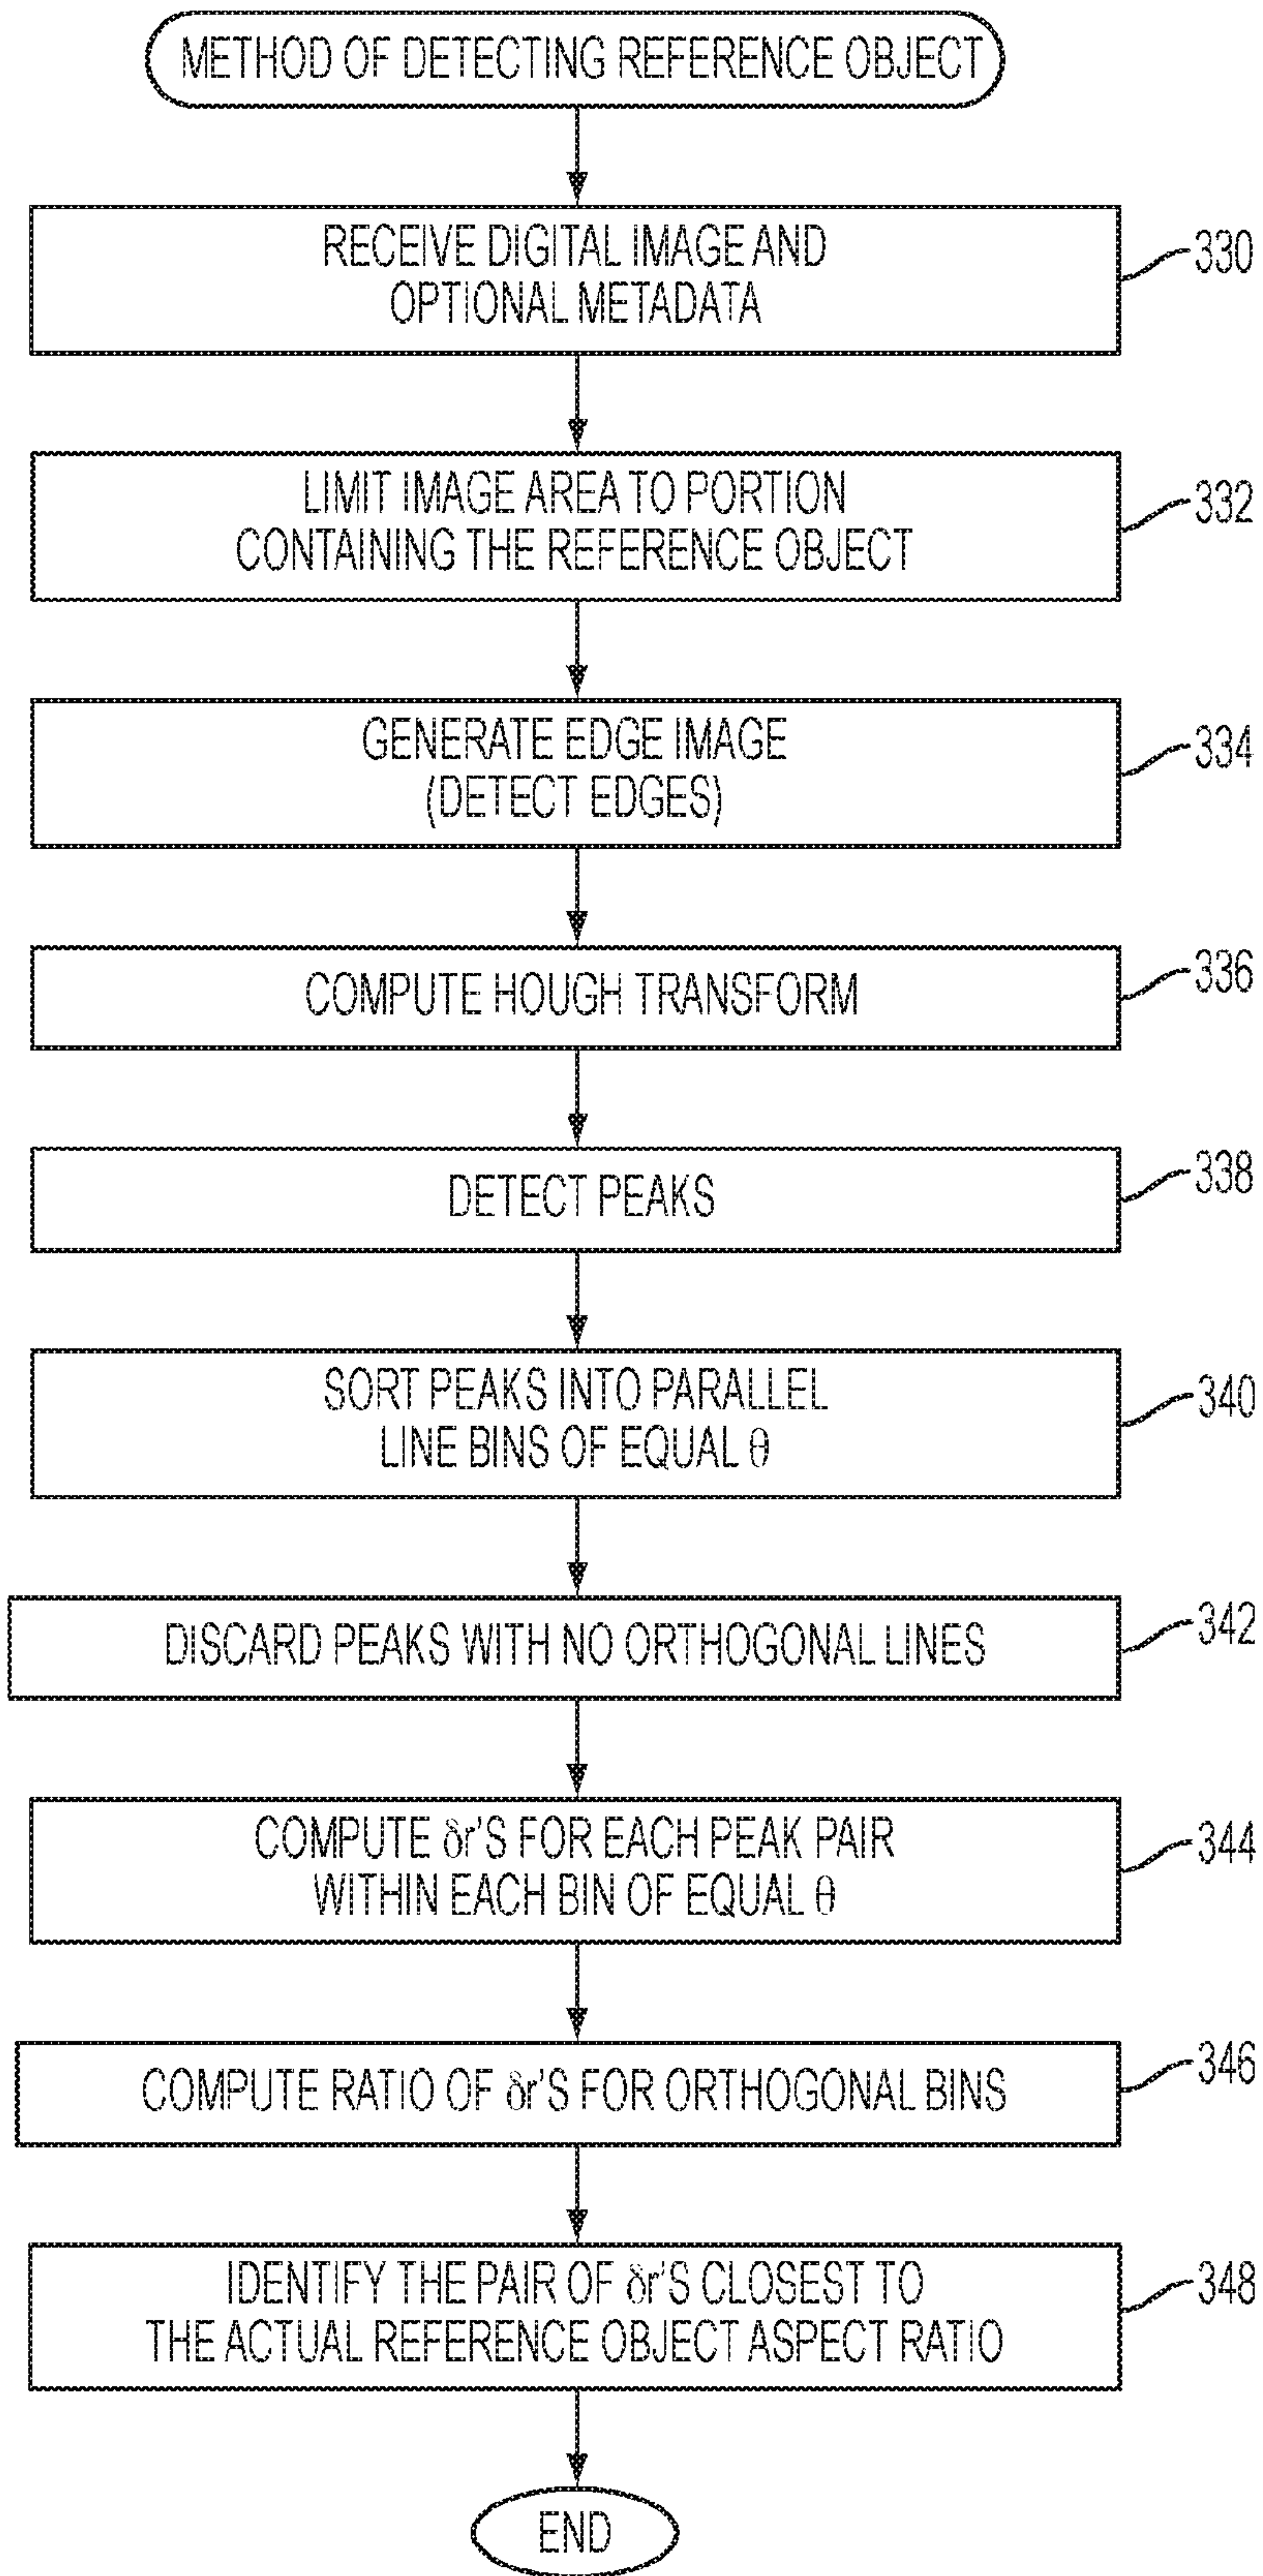 METHOD OF DETECTING REFERENCE OBJECT
RECEIVE DIGITAL IMAGE AND
OPTIONAL METADATA
330
LIMIT IMAGE AREA TO PORTION
CONTAINING THE REFERENCE OBJECT
332
GENERATE EDGE IMAGE
(DETECT EDGES)
334
COMPUTE HOUGH TRANSFORM
336
DETECT PEAKS
338
SORT PEAKS INTO PARALLEL
LINE BINS OF EQUAL θ
340
DISCARD PEAKS WITH NO ORTHOGONAL LINES
342
COMPUTE δr'S FOR EACH PEAK PAIR
WITHIN EACH BIN OF EQUAL θ
344
COMPUTE RATIO OF δr'S FOR ORTHOGONAL BINS
346
IDENTIFY THE PAIR OF δr'S CLOSEST TO
THE ACTUAL REFERENCE OBJECT ASPECT RATIO
348
END